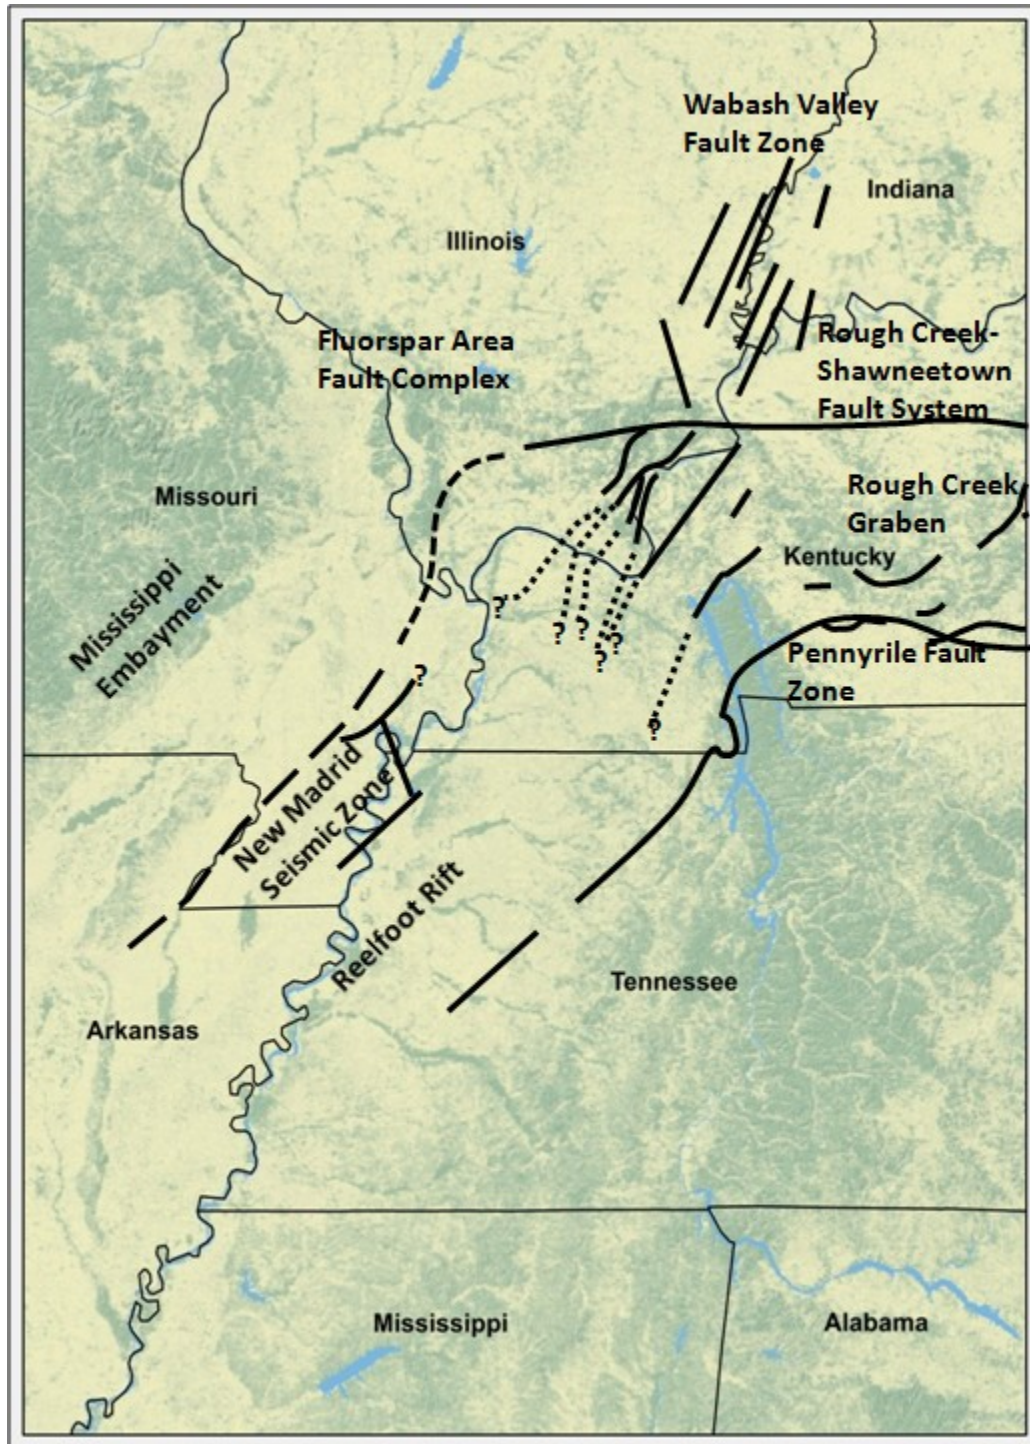 Wabash Valley
Fault Zone
Indiana
Illinois
Fluorspar Area
Fault Complex
Rough Creek-
Shawneetown
Fault System
Missouri
Rough Creek
Graben
Kentucky
Mississippi
Embayment
?
?
?
?
?
?
?
Pennyrile Fault
Zone
New Madrid
Seismic Zone
Reelfoot Rift
Tennessee
Arkansas
Mississippi
Alabama